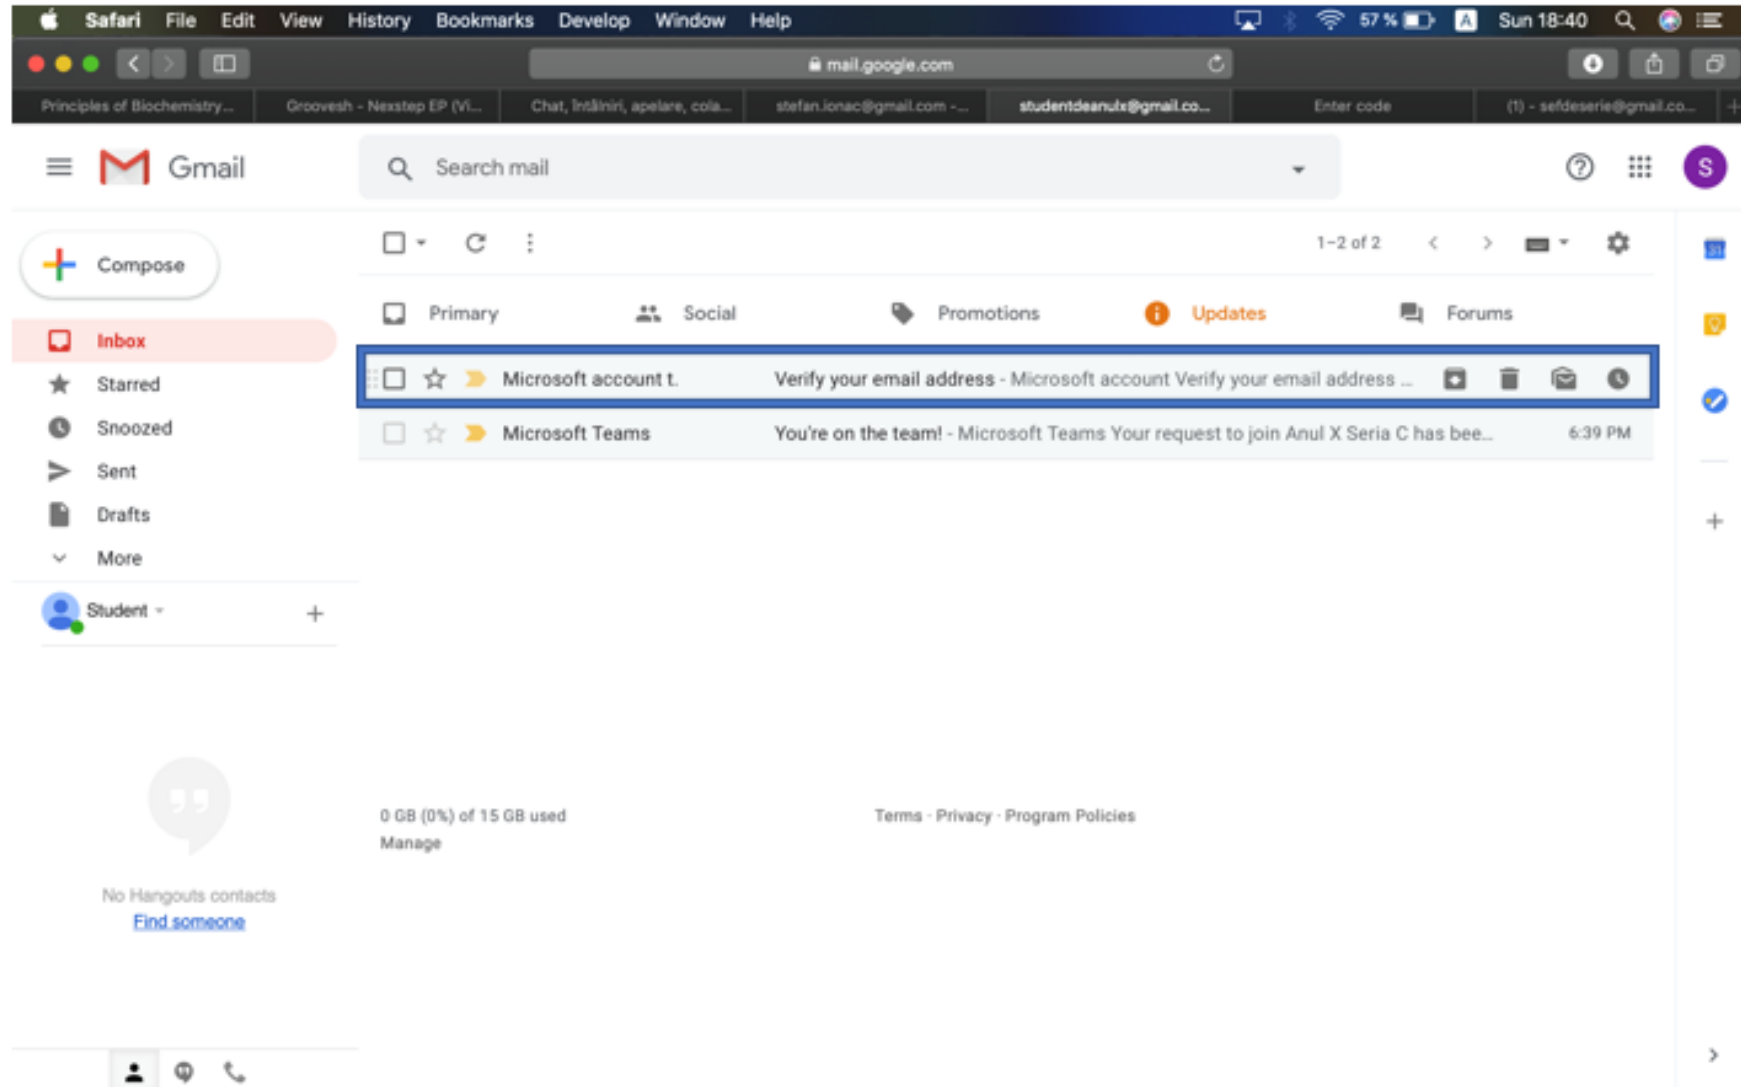 Safari File Edit View History Bookmarks Develop Window Help 57 % A Sun 18:40
mail.google.com
Principles of Biochemistry... Groovesh - Nexstep EP (Vi... Chat, întâlniri, apelare, cola... stefan.ionac@gmail.com -... studentdeanulx@gmail.co... Enter code (1) - sefdeserie@gmail.co...
Gmail Search mail S
Compose 1–2 of 2
31
Primary Social Promotions Updates Forums
Inbox
Microsoft account t. Verify your email address - Microsoft account Verify your email address ...
Starred
Snoozed
Microsoft Teams You're on the team! - Microsoft Teams Your request to join Anul X Seria C has bee... 6:39 PM
Sent
Drafts
More
Student
0 GB (0%) of 15 GB used Terms · Privacy · Program Policies
Manage
No Hangouts contacts
Find someone